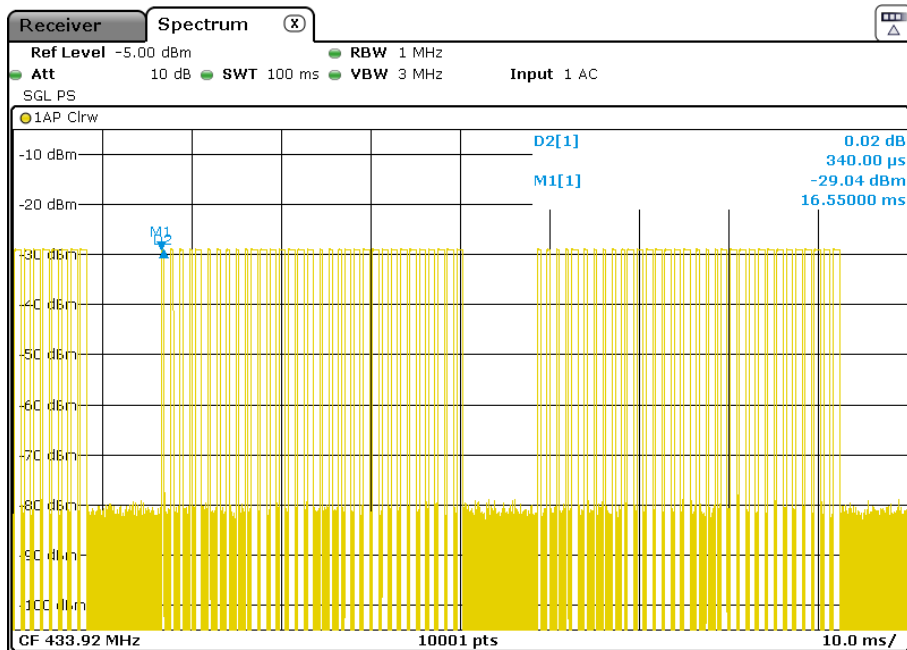 Receiver Spectrum X
Ref Level -5.00 dBm RBW 1 MHz
Att 10 dB SWT 100 ms VBW 3 MHz Input 1 AC
SGL PS
1AP Clrw
D2[1] 0.02 dB
340.00 µs
M1[1] -29.04 dBm
16.55000 ms
-10 dBm
-20 dBm
M1
D2
-30 dBm
-40 dBm
-50 dBm
-60 dBm
-70 dBm
-80 dBm
-90 dBm
-100 dBm
CF 433.92 MHz 10001 pts 10.0 ms/